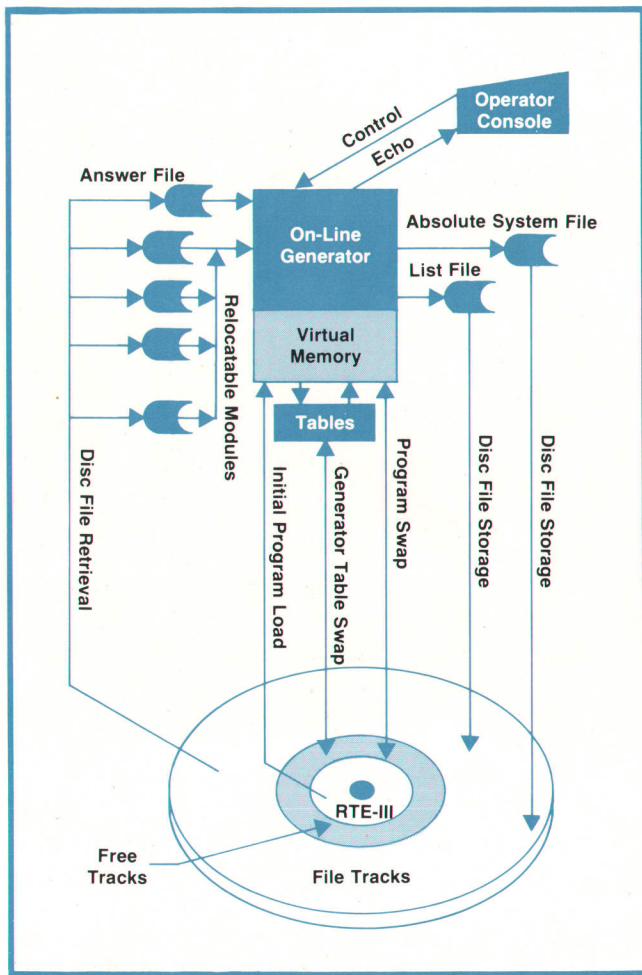 Operator
Console
Control
Echo
Answer File
On-Line
Generator
Absolute System File
List File
Relocatable Modules
Virtual
Memory
Tables
Disc File Retrieval
Initial Program Load
Generator Table Swap
Program Swap
Disc File Storage
Disc File Storage
RTE-III
Free
Tracks
File Tracks